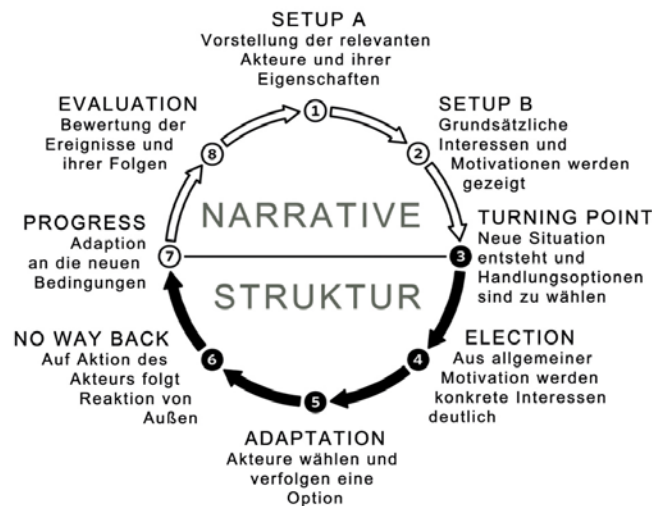 SETUP A
Vorstellung der relevanten
Akteure und ihrer
Eigenschaften
1
SETUP B
Grundsätzliche
Interessen und
Motivationen werden
gezeigt
2
TURNING POINT
Neue Situation
entsteht und
Handlungsoptionen
sind zu wählen
3
ELECTION
Aus allgemeiner
Motivation werden
konkrete Interessen
deutlich
4
ADAPTATION
Akteure wählen und
verfolgen eine
Option
5
NO WAY BACK
Auf Aktion des
Akteurs folgt
Reaktion von
Außen
6
PROGRESS
Adaption
an die neuen
Bedingungen
7
EVALUATION
Bewertung der
Ereignisse und
ihrer Folgen
8
NARRATIVE
STRUKTUR